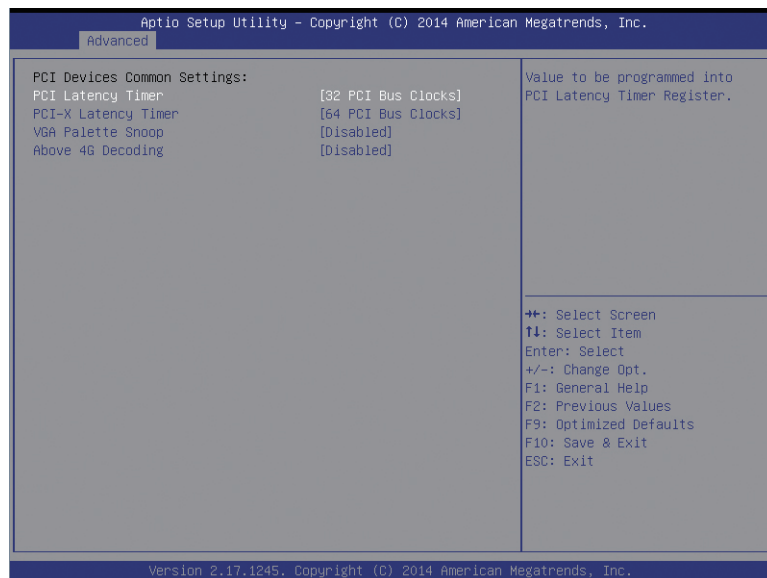 Aptio Setup Utility – Copyright (C) 2014 American Megatrends, Inc.
Advanced
PCI Devices Common Settings:
PCI Latency Timer [32 PCI Bus Clocks]
PCI-X Latency Timer [64 PCI Bus Clocks]
VGA Palette Snoop [Disabled]
Above 4G Decoding [Disabled]
Value to be programmed into
PCI Latency Timer Register.
→←: Select Screen
↑↓: Select Item
Enter: Select
+/-: Change Opt.
F1: General Help
F2: Previous Values
F9: Optimized Defaults
F10: Save & Exit
ESC: Exit
Version 2.17.1245. Copyright (C) 2014 American Megatrends, Inc.